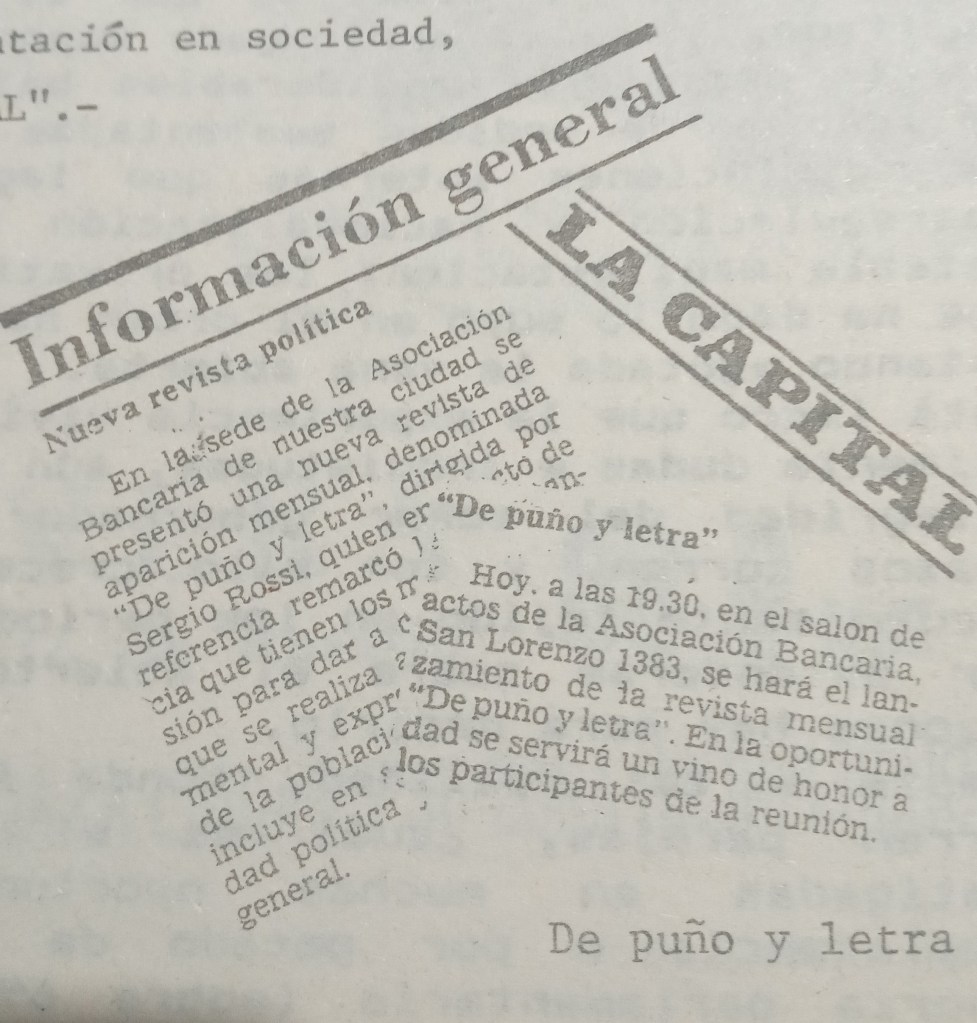 tación en sociedad,
L".-
Información general
LA CAPITAL
Nueva revista política
En la sede de la Asociación
Bancaria de nuestra ciudad se
presentó una nueva revista de
aparición mensual, denominada
"De puño y letra", dirigida por
Sergio Rossi, quien er cto de
referencia remarcó l an-
cia que tienen los m
sión para dar a c
que se realiza
mental y expr
de la poblaci
incluye en
dad política
general.
"De puño y letra"
Hoy, a las 19.30, en el salon de
actos de la Asociación Bancaria,
San Lorenzo 1383, se hará el lan-
zamiento de la revista mensual
"De puño y letra". En la oportuni-
dad se servirá un vino de honor a
los participantes de la reunión.
De puño y letra